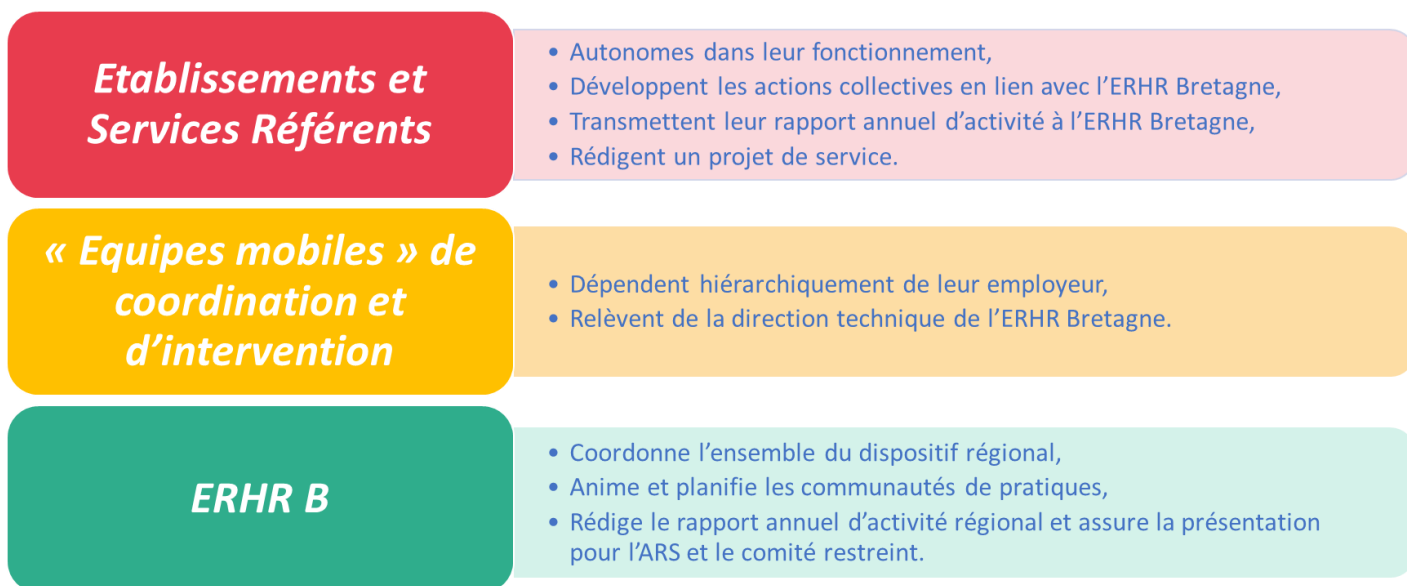 Etablissements et
Services Référents
• Autonomes dans leur fonctionnement,
• Développent les actions collectives en lien avec l’ERHR Bretagne,
• Transmettent leur rapport annuel d’activité à l’ERHR Bretagne,
• Rédigent un projet de service.
« Equipes mobiles » de
coordination et
d’intervention
• Dépendent hiérarchiquement de leur employeur,
• Relèvent de la direction technique de l’ERHR Bretagne.
ERHR B
• Coordonne l’ensemble du dispositif régional,
• Anime et planifie les communautés de pratiques,
• Rédige le rapport annuel d’activité régional et assure la présentation
pour l’ARS et le comité restreint.